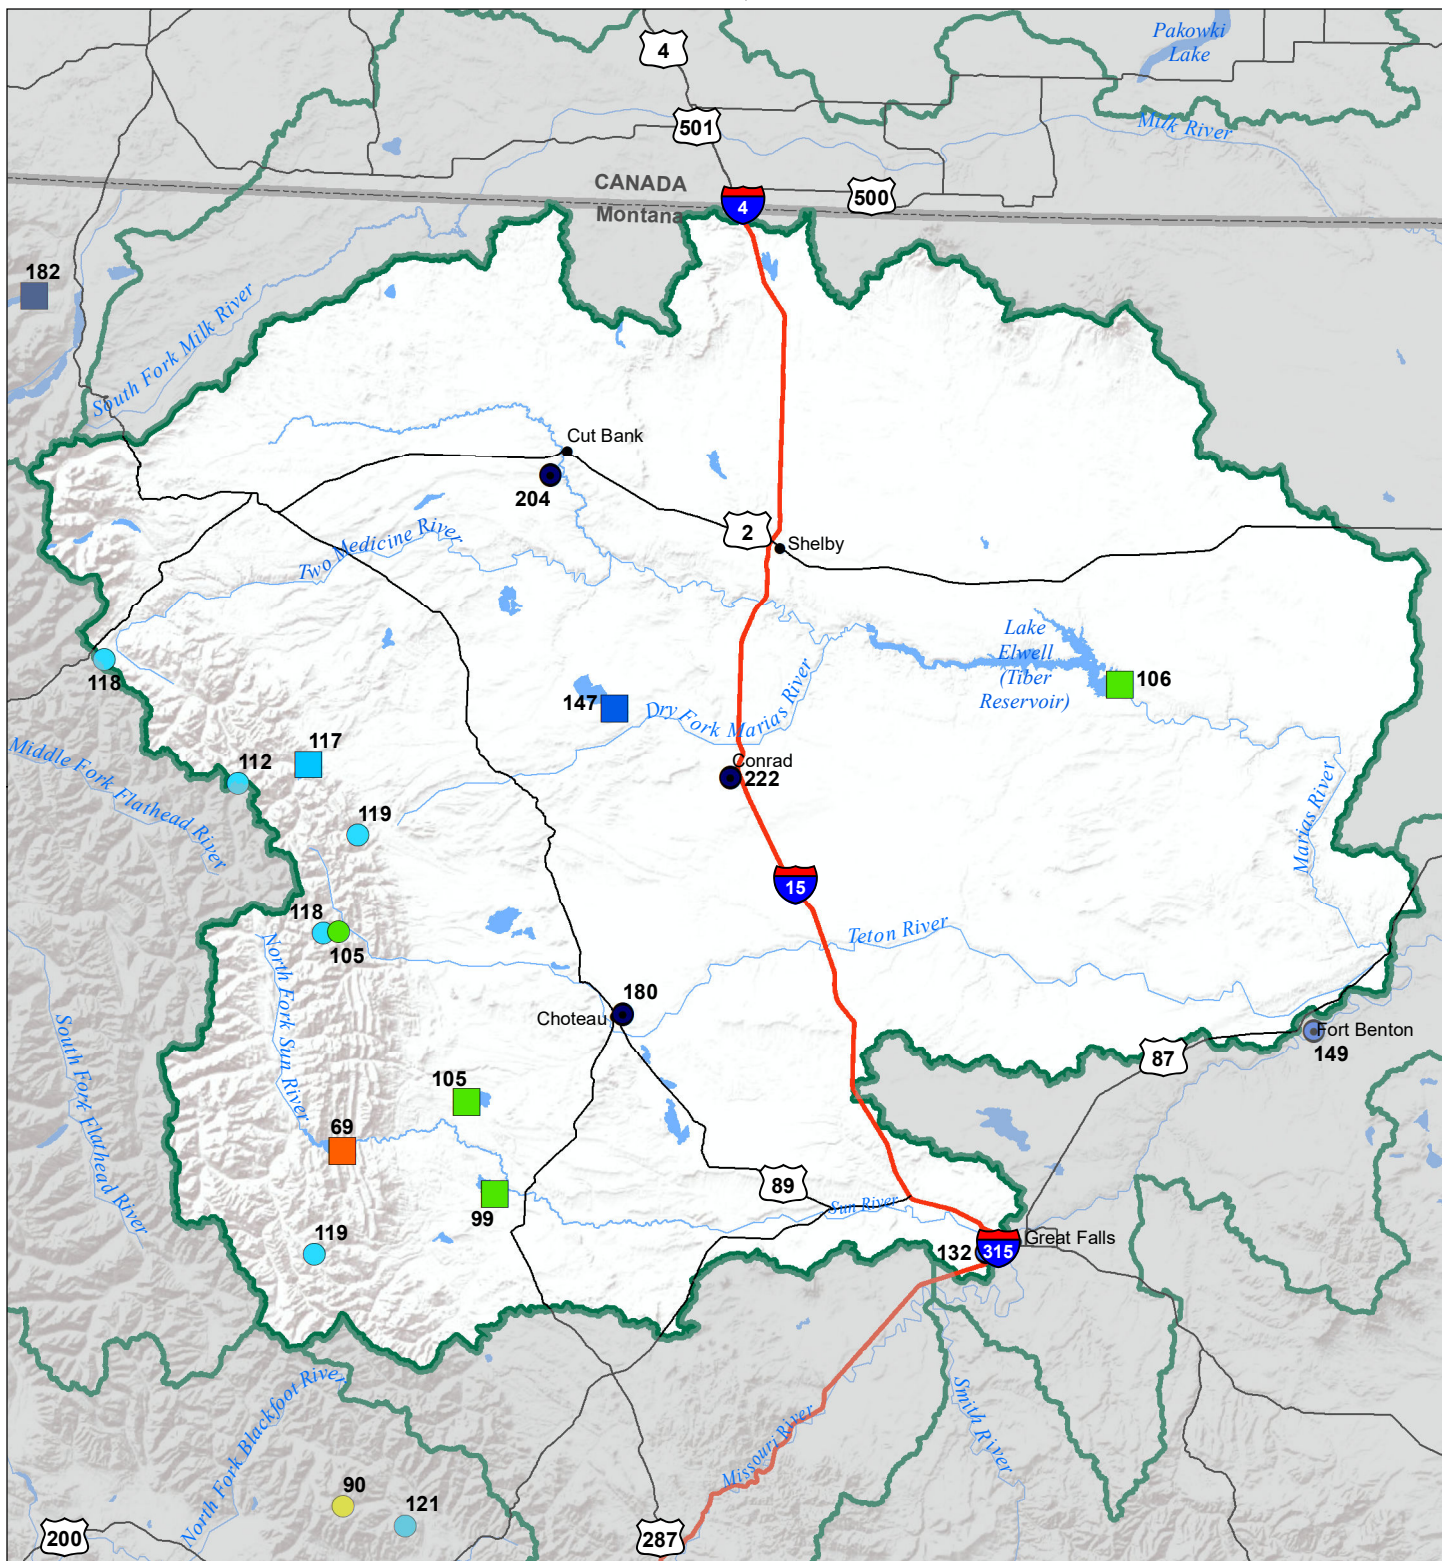 Pakowki
Lake
4
501
Milk River
CANADA
Montana
4
500
182
South Fork Milk River
Cut Bank
204
2
Shelby
Two Medicine River
Lake
Elwell
(Tiber
Reservoir)
118
106
147
Dry Fork Marias River
Middle Fork Flathead River
117
112
Conrad
222
119
Marias River
15
118
105
North Fork Sun River
Teton River
180
Choteau
South Fork Flathead River
Fort Benton
149
87
105
69
99
89
Sun River
119
132
315
Great Falls
North Fork Blackfoot River
Missouri River
Smith River
90
121
200
287